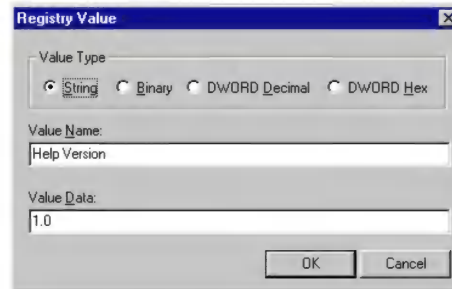 Registry Value
Value Type
String Binary DWORD Decimal DWORD Hex
Value Name:
Help Version
Value Data:
1.0
OK Cancel